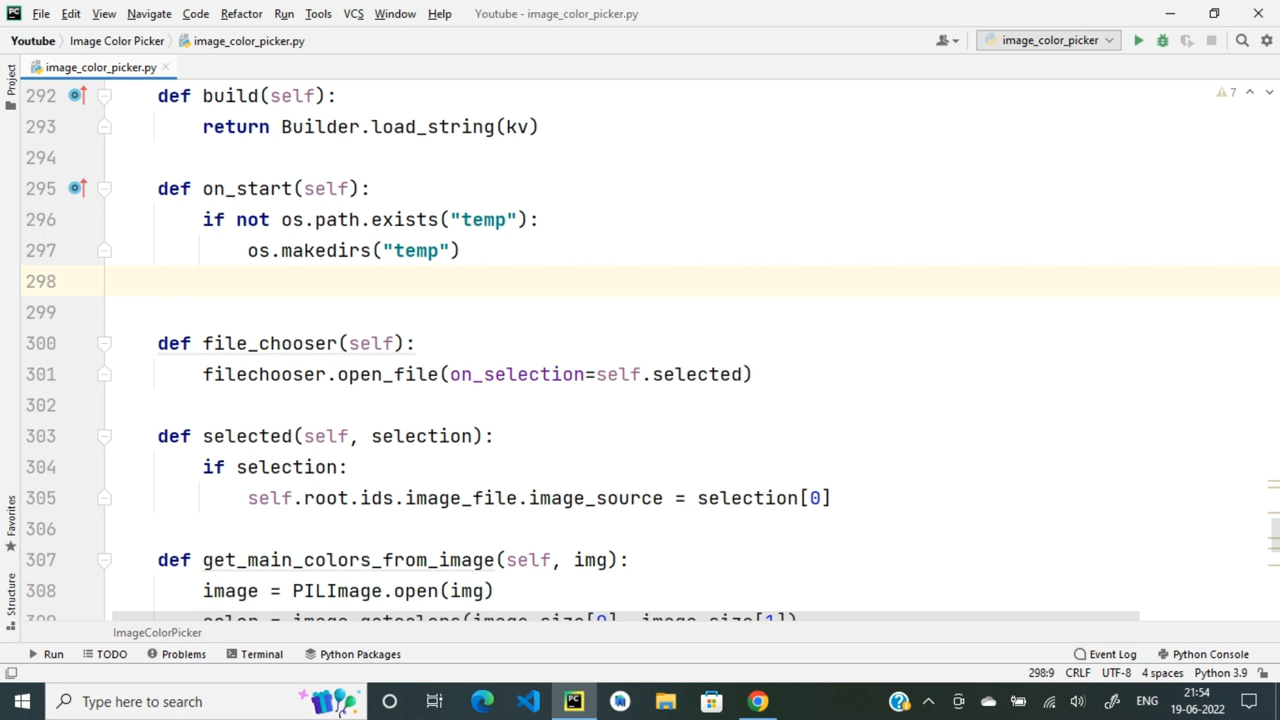 PC File Edit View Navigate Code Refactor Run Tools VCS Window Help Youtube - image_color_picker.py
Youtube Image Color Picker image_color_picker.py image_color_picker
image_color_picker.py
Project
292 def build(self): 7
293 return Builder.load_string(kv)
294
295 def on_start(self):
296 if not os.path.exists("temp"):
297 os.makedirs("temp")
298
299
300 def file_chooser(self):
301 filechooser.open_file(on_selection=self.selected)
302
303 def selected(self, selection):
304 if selection:
305 self.root.ids.image_file.image_source = selection[0]
306
307 def get_main_colors_from_image(self, img):
308 image = PILImage.open(img)
Favorites
Structure
ImageColorPicker
Run TODO Problems Terminal Python Packages Event Log Python Console
298:9 CRLF UTF-8 4 spaces Python 3.9
Type here to search PC ENG 21:54
19-06-2022